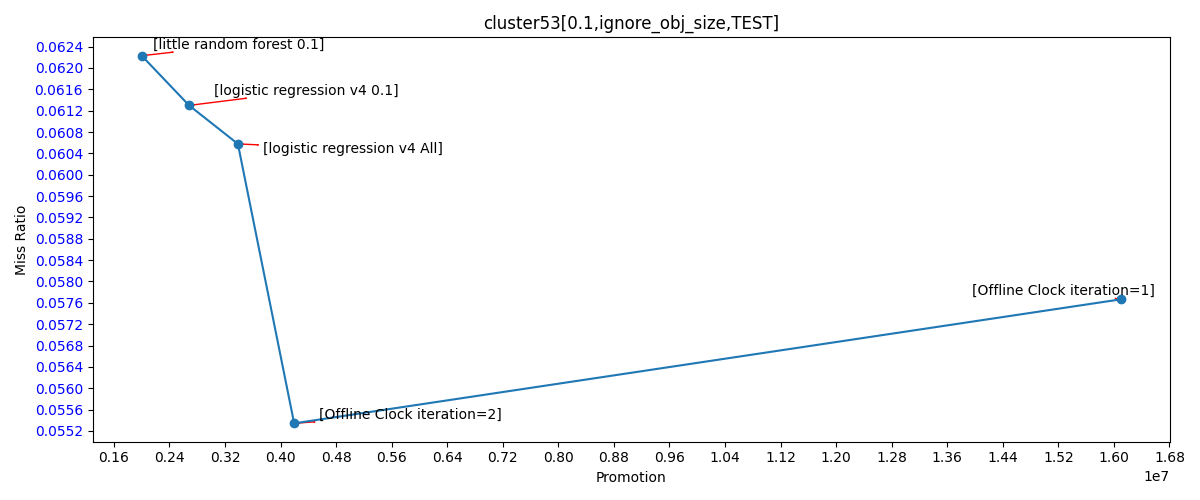 cluster53[0.1,ignore_obj_size,TEST]
Miss Ratio
0.0624
0.0620
0.0616
0.0612
0.0608
0.0604
0.0600
0.0596
0.0592
0.0588
0.0584
0.0580
0.0576
0.0572
0.0568
0.0564
0.0560
0.0556
0.0552
[little random forest 0.1]
[logistic regression v4 0.1]
[logistic regression v4 All]
[Offline Clock iteration=1]
[Offline Clock iteration=2]
0.16 0.24 0.32 0.40 0.48 0.56 0.64 0.72 0.80 0.88 0.96 1.04 1.12 1.20 1.28 1.36 1.44 1.52 1.60 1.68
1e7
Promotion